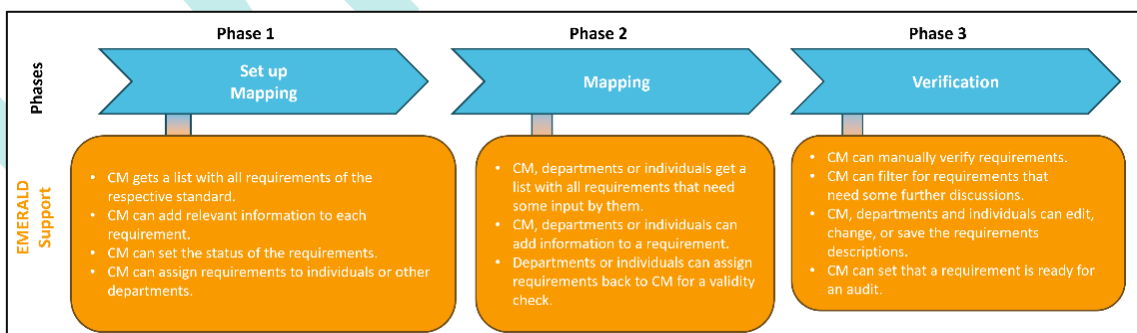 Phase 1
Phase 2
Phase 3
Phases
Set up
Mapping
Mapping
Verification
EMERALD
Support
• CM gets a list with all requirements of the
respective standard.
• CM can add relevant information to each
requirement.
• CM can set the status of the requirements.
• CM can assign requirements to individuals or other
departments.
• CM, departments or individuals get a
list with all requirements that need
some input by them.
• CM, departments or individuals can
add information to a requirement.
• Departments or individuals can assign
requirements back to CM for a validity
check.
• CM can manually verify requirements.
• CM can filter for requirements that
need some further discussions.
• CM, departments and individuals can edit,
change, or save the requirements
descriptions.
• CM can set that a requirement is ready for
an audit.